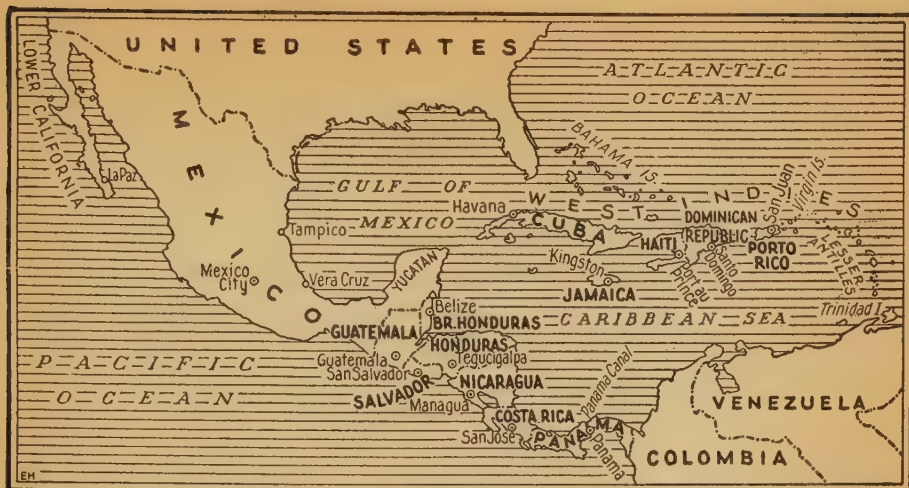 UNITED STATES
ATLANTIC
OCEAN
LOWER CALIFORNIA
MEXICO
La Paz
BAHAMA IS.
GULF OF
MEXICO
WEST INDIES
Havana
CUBA
DOMINICAN
REPUBLIC
San Juan
Virgin Is.
Tampico
HAITI
PORTO
RICO
LESSER
ANTILLES
Mexico
City
Vera Cruz
YUCATAN
Kingston
JAMAICA
Port au
Prince
Santo
Domingo
Trinidad I.
Belize
BR. HONDURAS
CARIBBEAN SEA
GUATEMALA
HONDURAS
PACIFIC
OCEAN
Guatemala
San Salvador
Tegucigalpa
SALVADOR
NICARAGUA
Managua
Panama Canal
COSTA RICA
San José
PANAMA
Panama
VENEZUELA
COLOMBIA
EH